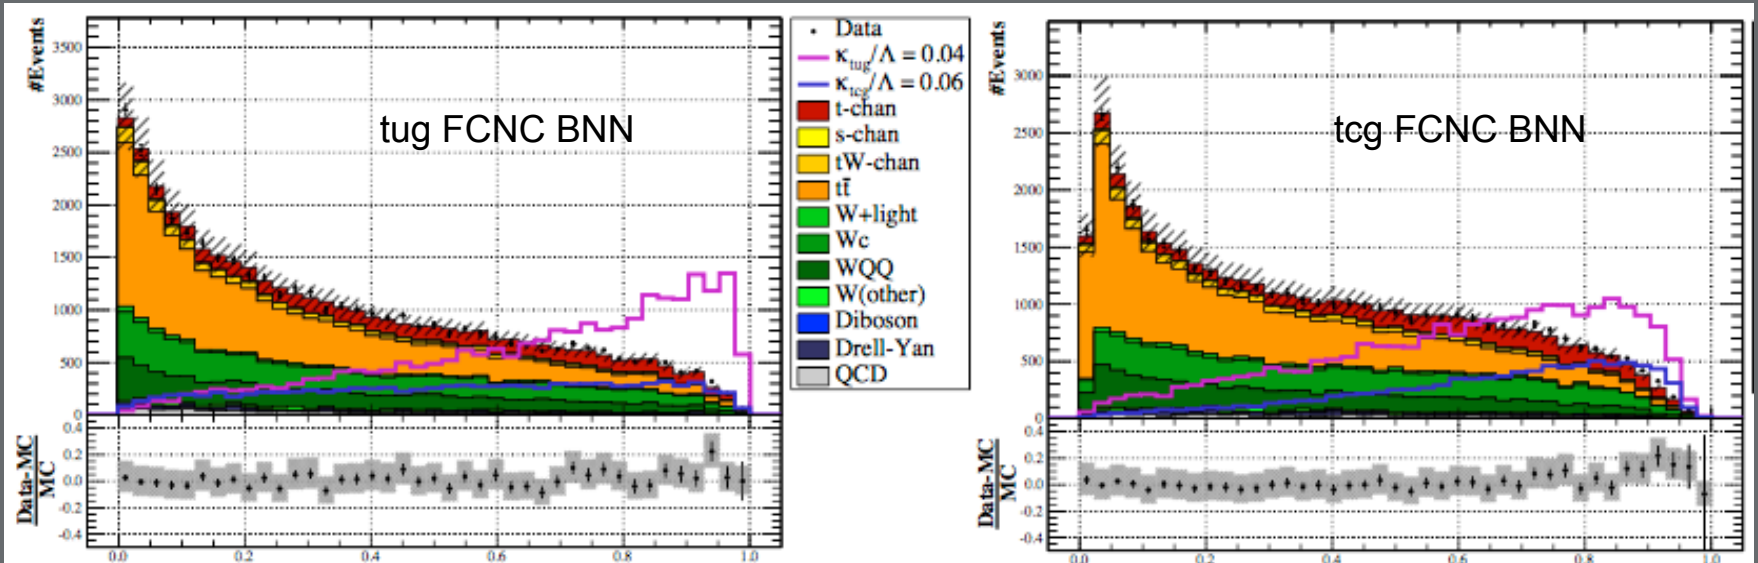 #Events
3500
3000
2500
2000
1500
1000
500
0
tug FCNC BNN
Data-MC
MC
0.4
0.2
0.0
-0.2
-0.4
0.0 0.2 0.4 0.6 0.8 1.0
Data
κtug/Λ = 0.04
κtcg/Λ = 0.06
t-chan
s-chan
tW-chan
tt̄
W+light
Wc
WQQ
W(other)
Diboson
Drell-Yan
QCD
#Events
3000
2500
2000
1500
1000
500
0
tcg FCNC BNN
Data-MC
MC
0.4
0.2
0.0
-0.2
-0.4
0.0 0.2 0.4 0.6 0.8 1.0